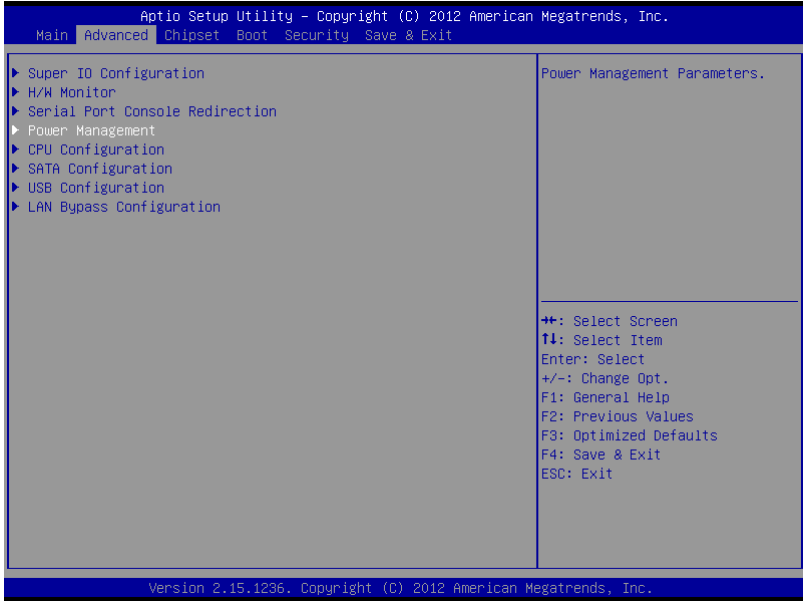 Aptio Setup Utility – Copyright (C) 2012 American Megatrends, Inc.
Main Advanced Chipset Boot Security Save & Exit
Super IO Configuration
H/W Monitor
Serial Port Console Redirection
Power Management
CPU Configuration
SATA Configuration
USB Configuration
LAN Bypass Configuration
Power Management Parameters.
→←: Select Screen
↑↓: Select Item
Enter: Select
+/-: Change Opt.
F1: General Help
F2: Previous Values
F3: Optimized Defaults
F4: Save & Exit
ESC: Exit
Version 2.15.1236. Copyright (C) 2012 American Megatrends, Inc.